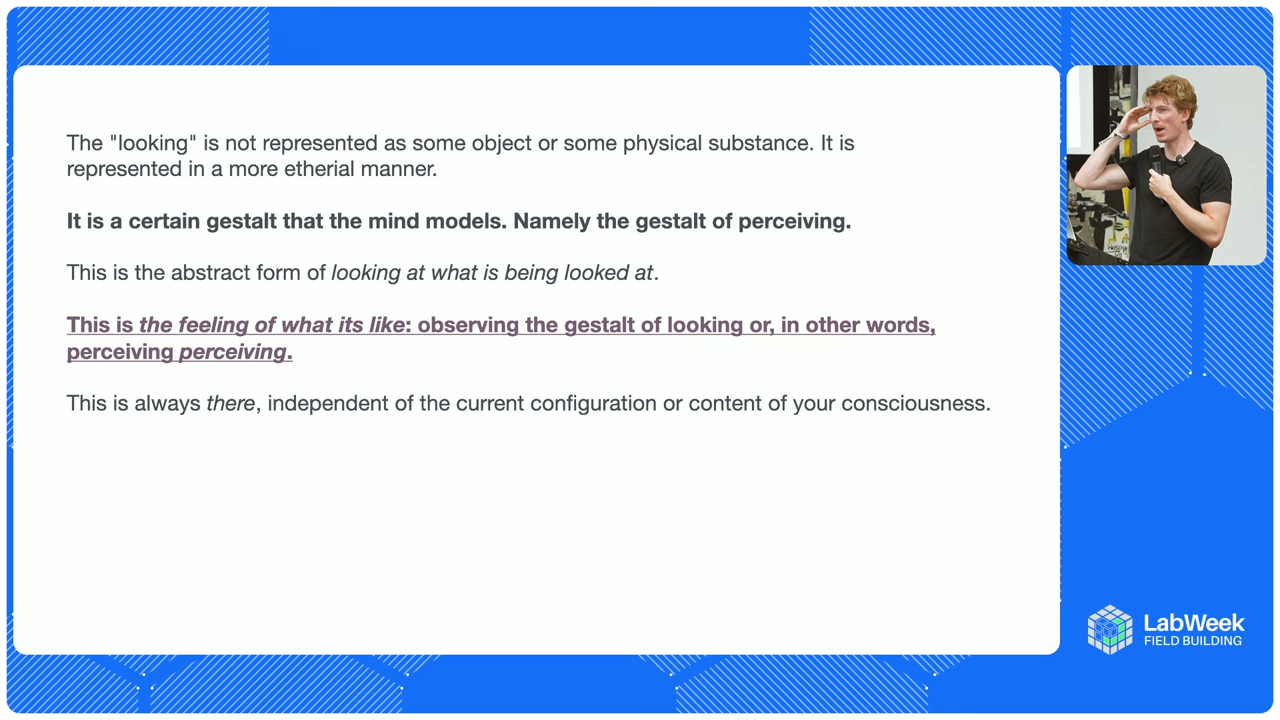 The "looking" is not represented as some object or some physical substance. It is
represented in a more etherial manner.
It is a certain gestalt that the mind models. Namely the gestalt of perceiving.
This is the abstract form of looking at what is being looked at.
This is the feeling of what its like: observing the gestalt of looking or, in other words,
perceiving perceiving.
This is always there, independent of the current configuration or content of your consciousness.
LabWeek
FIELD BUILDING